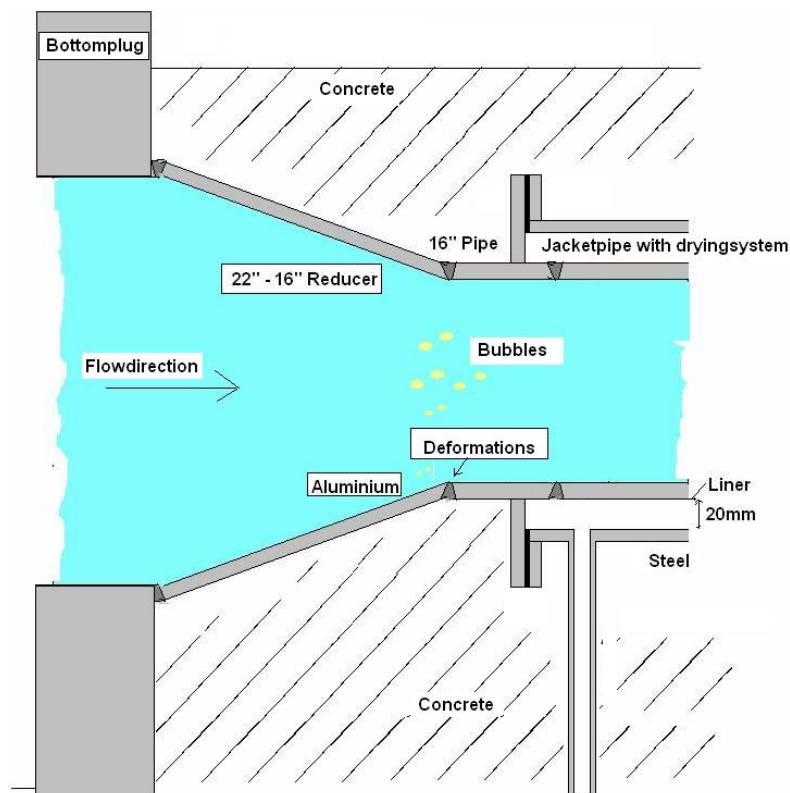 Bottomplug
Concrete
16" Pipe
Jacketpipe with dryingsystem
22" - 16" Reducer
Bubbles
Flowdirection
Deformations
Aluminium
Liner
20mm
Steel
Concrete